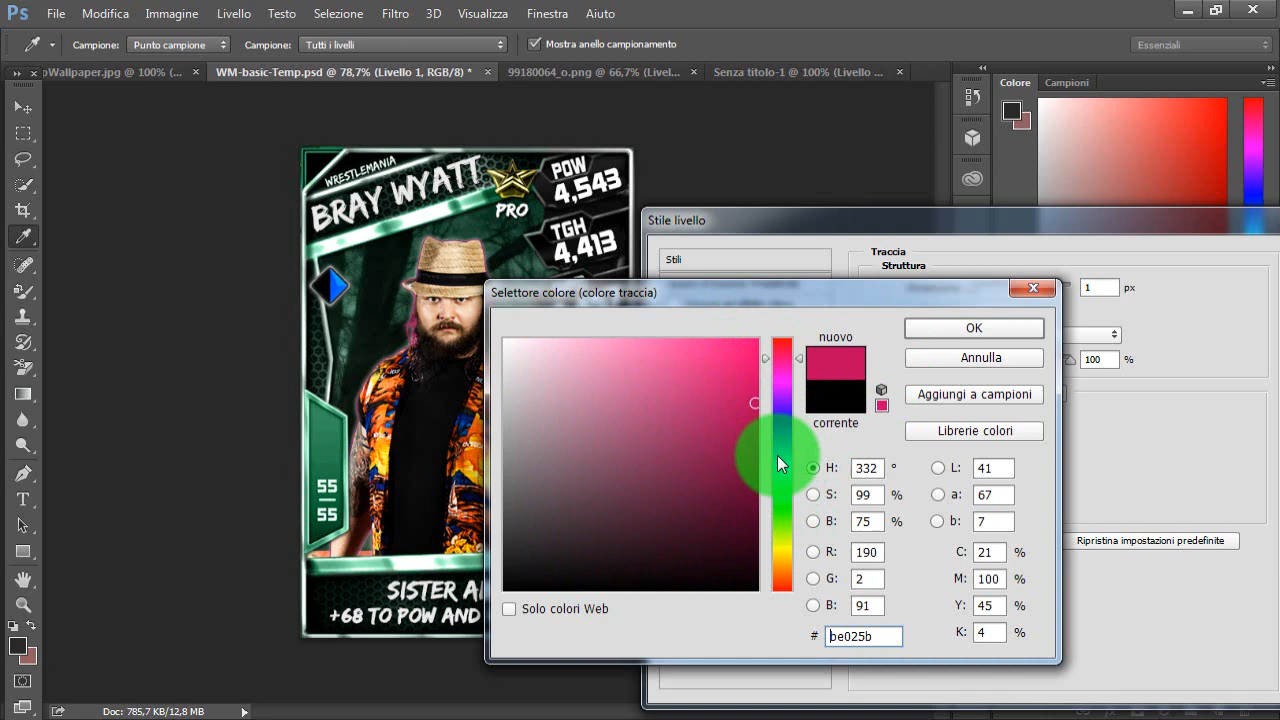 Ps File Modifica Immagine Livello Testo Selezione Filtro 3D Visualizza Finestra Aiuto
Campione: Punto campione Campione: Tutti i livelli Mostra anello campionamento Essenziali
pWallpaper.jpg @ 100% (... × WM-basic-Temp.psd @ 78,7% (Livello 1, RGB/8) * × 99180064_o.png @ 66,7% (Livel... × Senza titolo-1 @ 100% (Livello ... ×
Colore Campioni
WRESTLEMANIA
BRAY WYATT
PRO
POW
4,543
TGH
4,413
55
55
SISTER A
+68 TO POW AND
Stile livello
Stili
Traccia
Struttura
1 px
100 %
Ripristina impostazioni predefinite
Selettore colore (colore traccia)
nuovo
corrente
OK
Annulla
Aggiungi a campioni
Librerie colori
H: 332 ° L: 41
S: 99 % a: 67
B: 75 % b: 7
R: 190 C: 21 %
G: 2 M: 100 %
B: 91 Y: 45 %
# be025b K: 4 %
Solo colori Web
Doc: 785,7 KB/12,8 MB